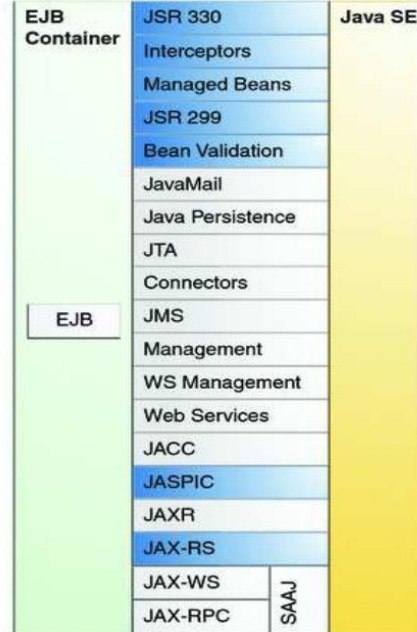 EJB
Container
EJB
JSR 330
Interceptors
Managed Beans
JSR 299
Bean Validation
JavaMail
Java Persistence
JTA
Connectors
JMS
Management
WS Management
Web Services
JACC
JASPIC
JAXR
JAX-RS
JAX-WS
JAX-RPC
SAAJ
Java SE